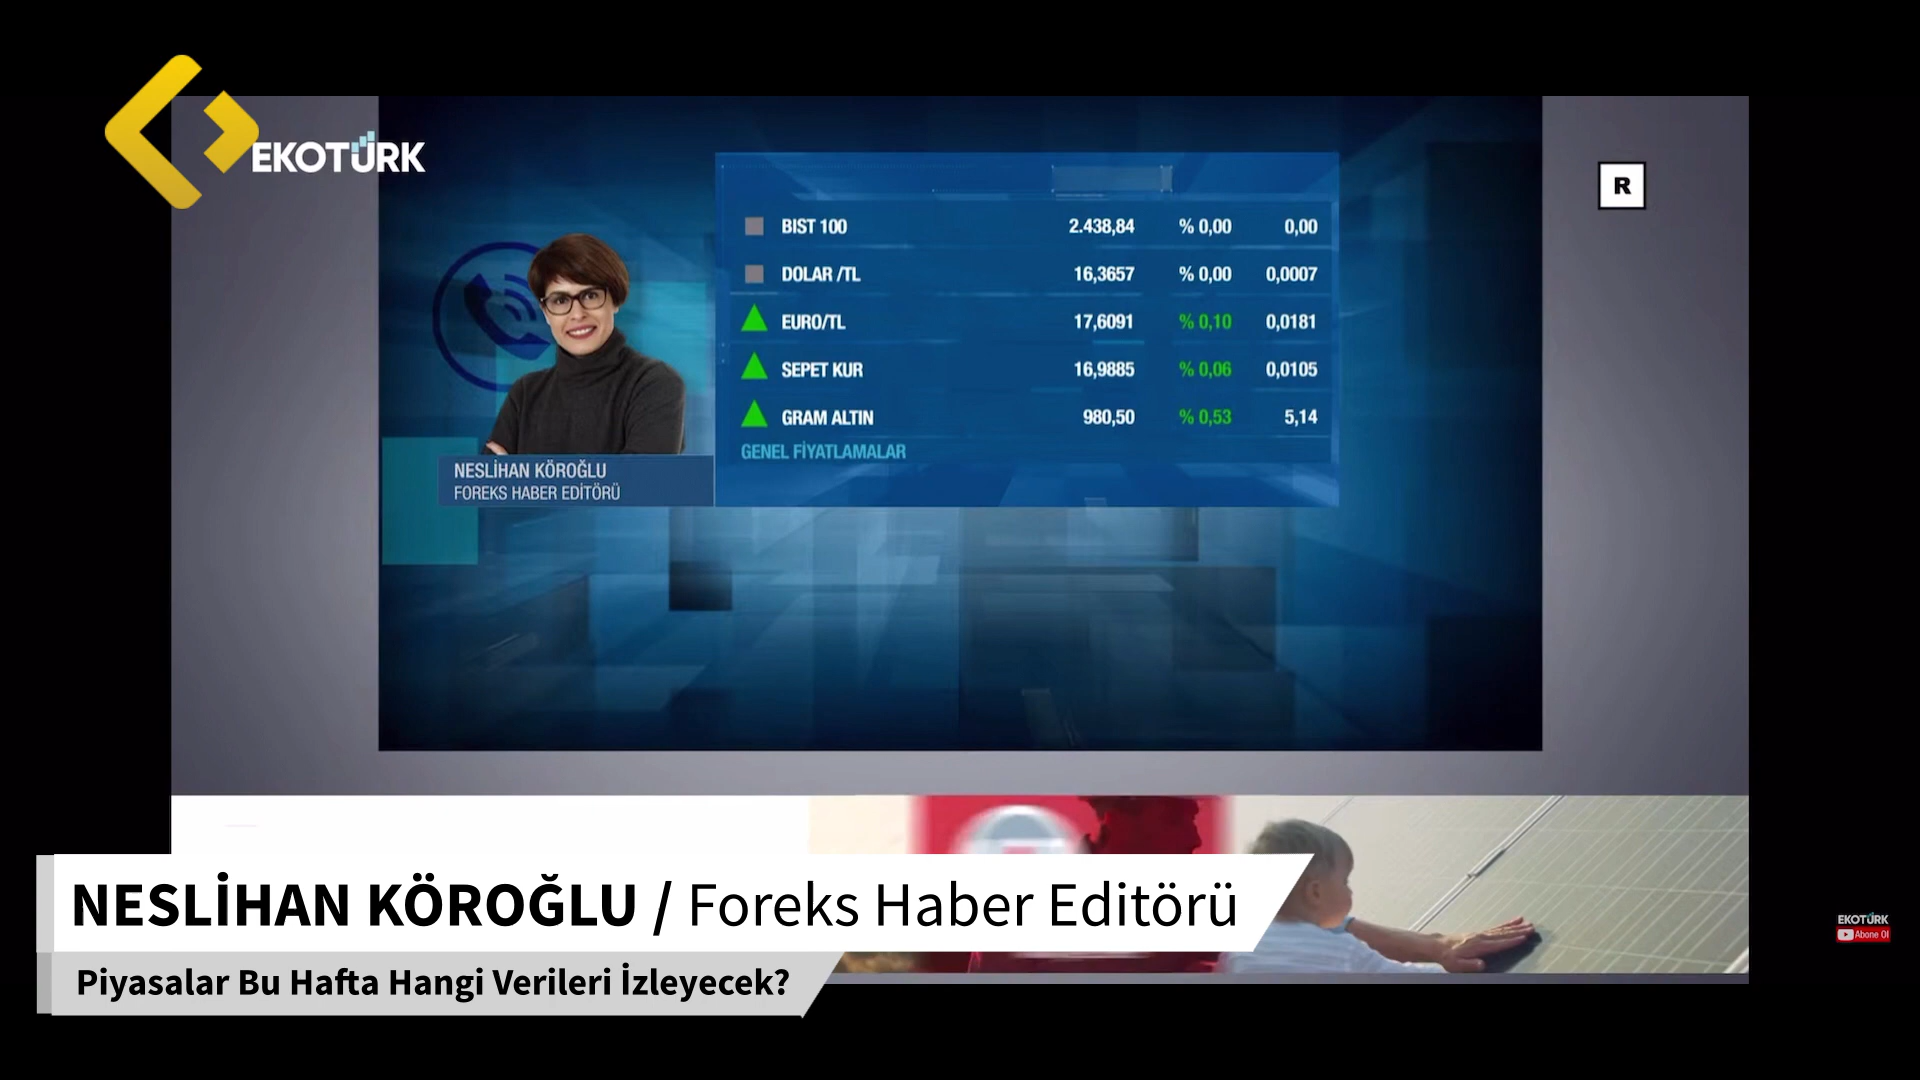 EKOTÜRK
R
BIST 100 2.438,84 % 0,00 0,00
DOLAR /TL 16,3657 % 0,00 0,0007
EURO/TL 17,6091 % 0,10 0,0181
SEPET KUR 16,9885 % 0,06 0,0105
GRAM ALTIN 980,50 % 0,53 5,14
GENEL FİYATLAMALAR
NESLİHAN KÖROĞLU
FOREKS HABER EDİTÖRÜ
NESLİHAN KÖROĞLU / Foreks Haber Editörü
Piyasalar Bu Hafta Hangi Verileri İzleyecek?
EKOTÜRK
Abone Ol